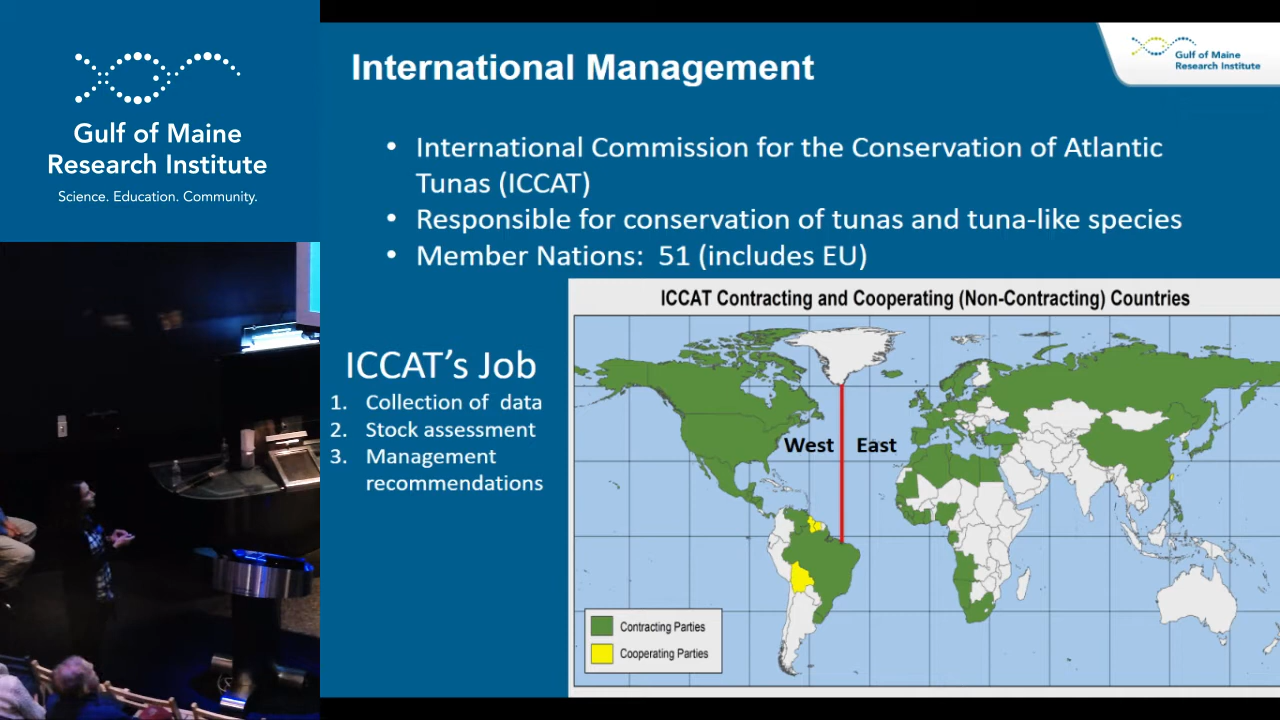 Gulf of Maine
Research Institute
Science. Education. Community.
International Management
Gulf of Maine
Research Institute
• International Commission for the Conservation of Atlantic
Tunas (ICCAT)
• Responsible for conservation of tunas and tuna-like species
• Member Nations: 51 (includes EU)
ICCAT's Job
1. Collection of data
2. Stock assessment
3. Management
recommendations
ICCAT Contracting and Cooperating (Non-Contracting) Countries
West East
Contracting Parties
Cooperating Parties